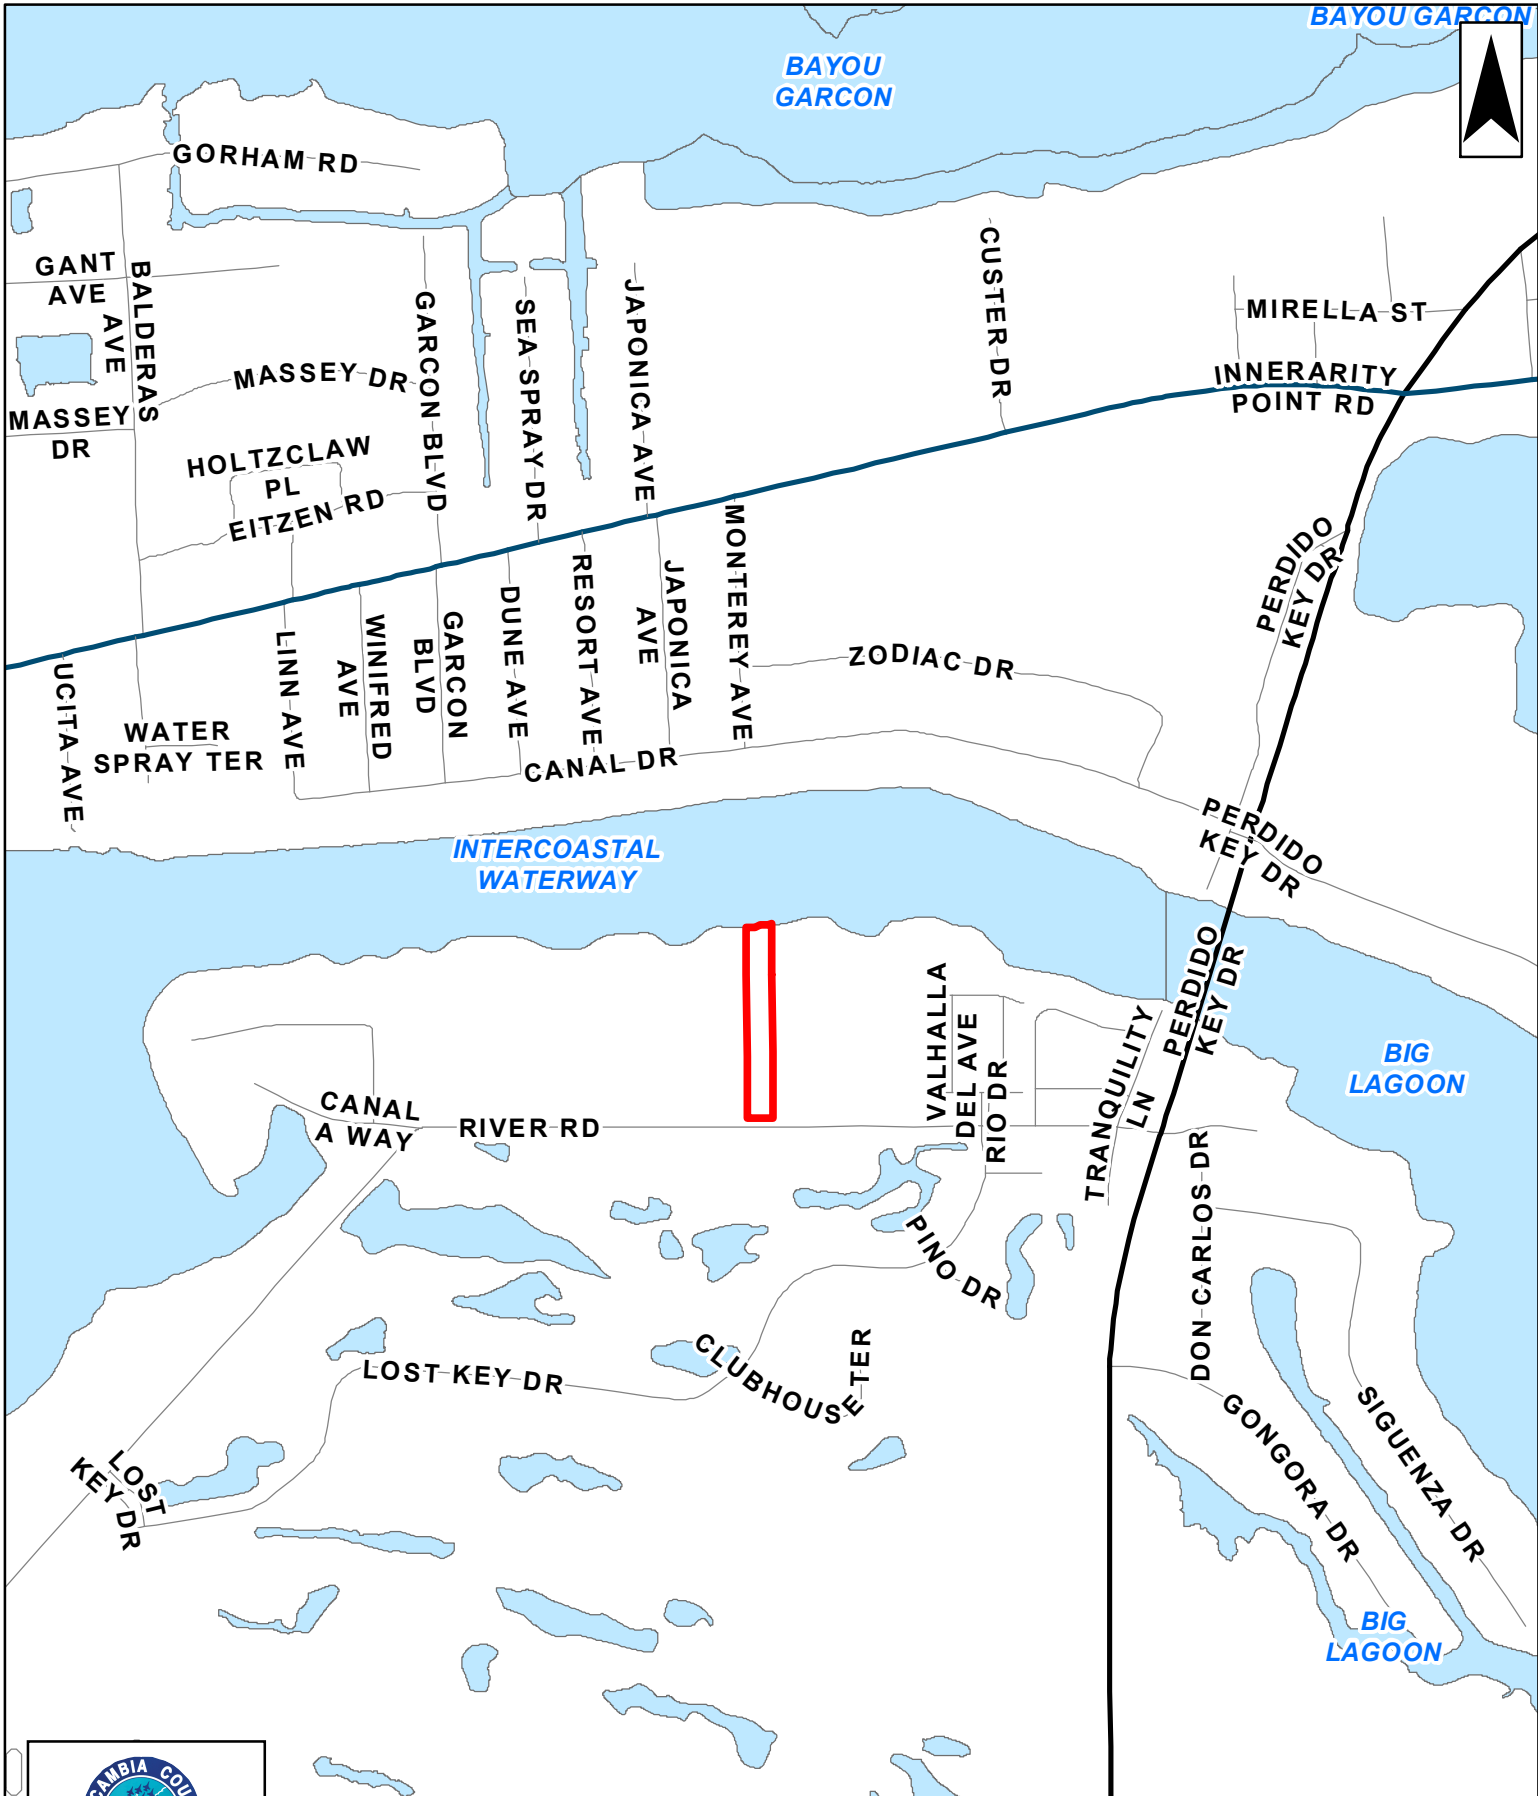 BAYOU GARCON
BAYOU
GARCON
GORHAM RD
GANT
AVE
BALDERAS
AVE
GARCON BLVD
SEA SPRAY DR
JAPONICA AVE
CUSTER DR
MIRELLA ST
INNERARITY
POINT RD
MASSEY DR
MASSEY
DR
HOLTZCLAW
PL
EITZEN RD
MONTEREY AVE
PERDIDO
KEY DR
UCITA AVE
WATER
SPRAY TER
LINN AVE
WINIFRED
AVE
GARCON
BLVD
DUNE AVE
RESORT AVE
JAPONICA
AVE
ZODIAC DR
CANAL DR
PERDIDO
KEY DR
INTERCOASTAL
WATERWAY
PERDIDO
KEY DR
VALHALLA
DEL AVE
RIO DR
TRANQUILITY
LN
BIG
LAGOON
CANAL
A WAY
RIVER RD
DON CARLOS DR
PINO DR
CLUBHOUSE TER
LOST KEY DR
GONGORA DR
SIGUENZA DR
LOST
KEY DR
BIG
LAGOON